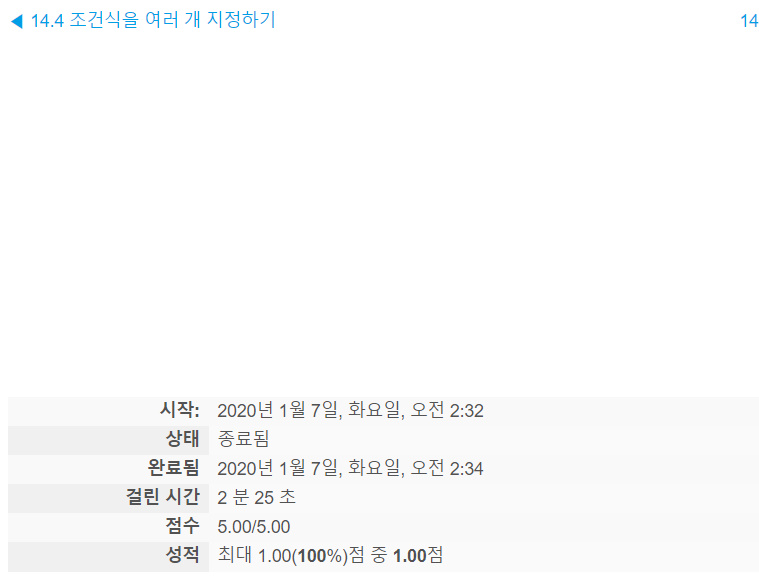 ◀ 14.4 조건식을 여러 개 지정하기 14
시작: 2020년 1월 7일, 화요일, 오전 2:32
상태 종료됨
완료됨 2020년 1월 7일, 화요일, 오전 2:34
걸린 시간 2 분 25 초
점수 5.00/5.00
성적 최대 1.00(100%)점 중 1.00점